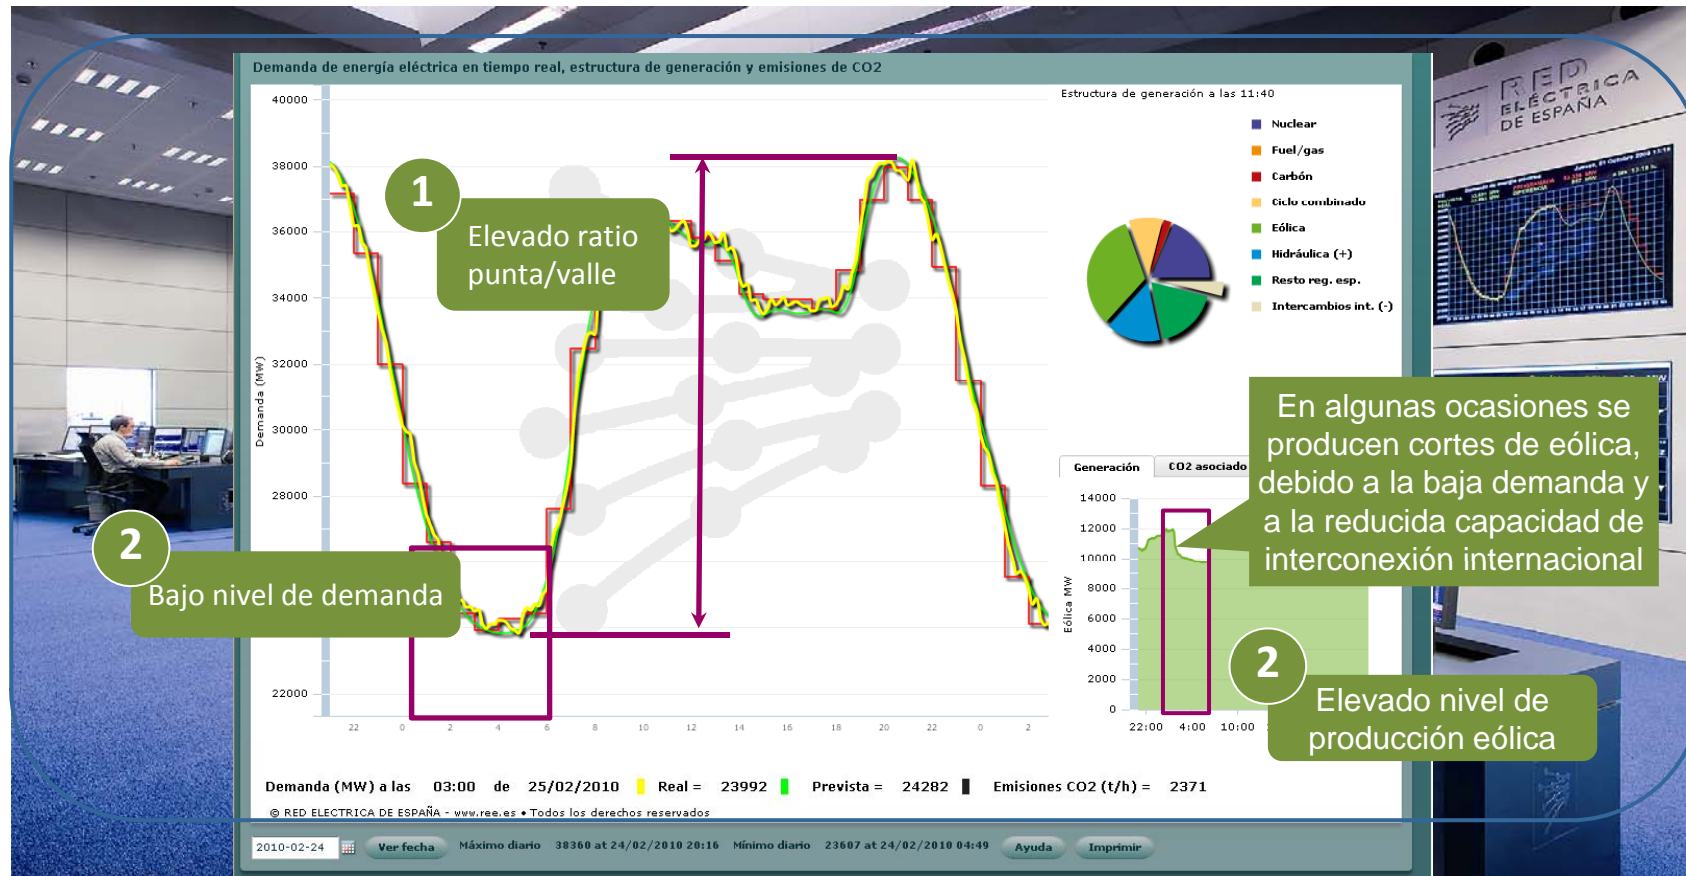 Demanda de energía eléctrica en tiempo real, estructura de generación y emisiones de CO2
40000
38000
36000
34000
32000
30000
28000
22000
Demanda (MW)
22 0 2 4 6 8 10 12 14 16 18 20 22 0 2
1
Elevado ratio
punta/valle
2
Bajo nivel de demanda
Estructura de generación a las 11:40
Nuclear
Fuel/gas
Carbón
Ciclo combinado
Eólica
Hidráulica (+)
Resto reg. esp.
Intercambios int. (-)
RED
ELÉCTRICA
DE ESPAÑA
En algunas ocasiones se
producen cortes de eólica,
debido a la baja demanda y
a la reducida capacidad de
interconexión internacional
Generación CO2 asociado
14000
12000
10000
8000
6000
4000
2000
0
Eólica MW
22:00 4:00 10:00
2
Elevado nivel de
producción eólica
Demanda (MW) a las 03:00 de 25/02/2010 Real = 23992 Prevista = 24282 Emisiones CO2 (t/h) = 2371
© RED ELECTRICA DE ESPAÑA - www.ree.es • Todos los derechos reservados
2010-02-24 Ver fecha Máximo diario 38360 at 24/02/2010 20:16 Mínimo diario 23607 at 24/02/2010 04:49 Ayuda Imprimir